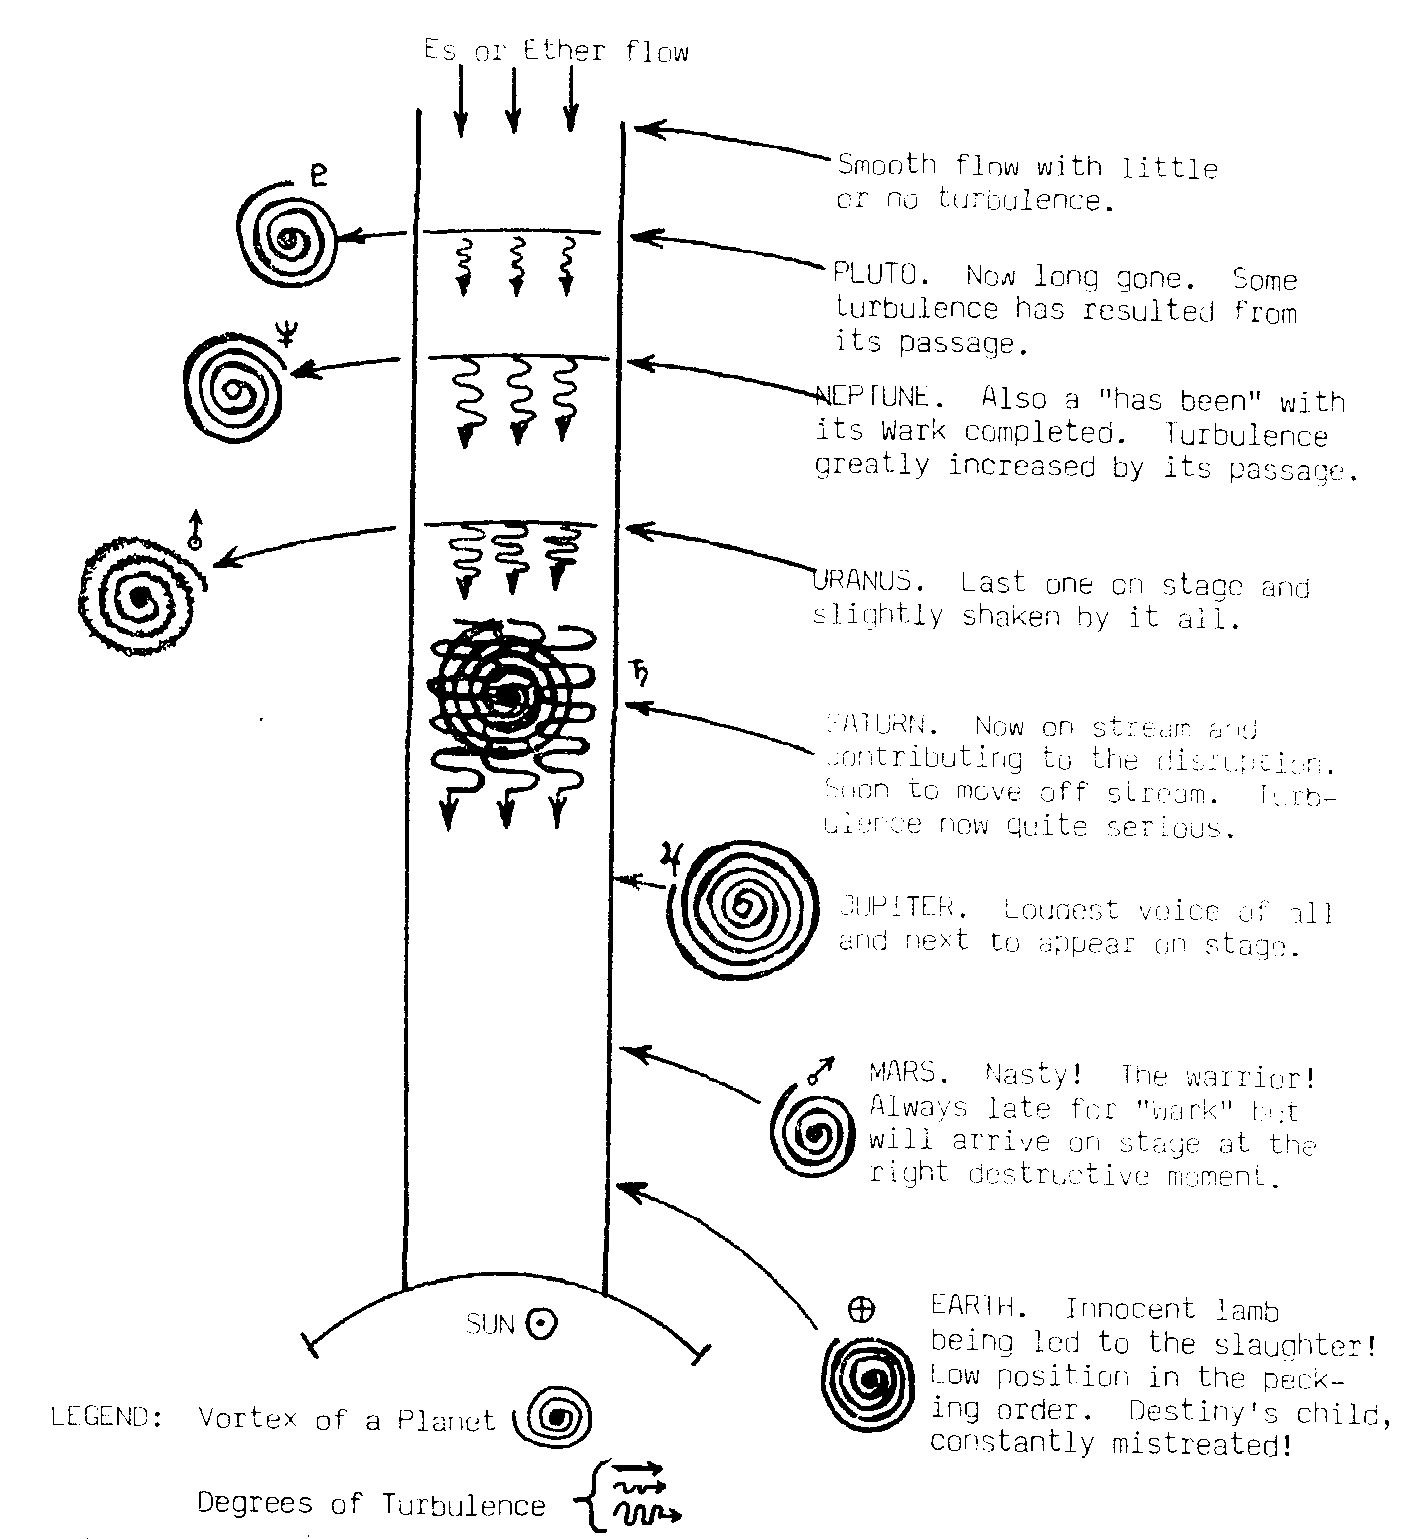 Es or Ether flow
Smooth flow with little
or no turbulence.
PLUTO. Now long gone. Some
turbulence has resulted from
its passage.
NEPTUNE. Also a "has been" with
its Wark completed. Turbulence
greatly increased by its passage.
URANUS. Last one on stage and
slightly shaken by it all.
SATURN. Now on stream and
contributing to the disruption.
Soon to move off stream. Turb-
ulence now quite serious.
JUPITER. Loudest voice of all
and next to appear on stage.
MARS. Nasty! The warrior!
Always late for "wark" but
will arrive on stage at the
right destructive moment.
SUN
EARTH. Innocent lamb
being led to the slaughter!
Low position in the peck-
ing order. Destiny's child,
constantly mistreated!
LEGEND: Vortex of a Planet
Degrees of Turbulence